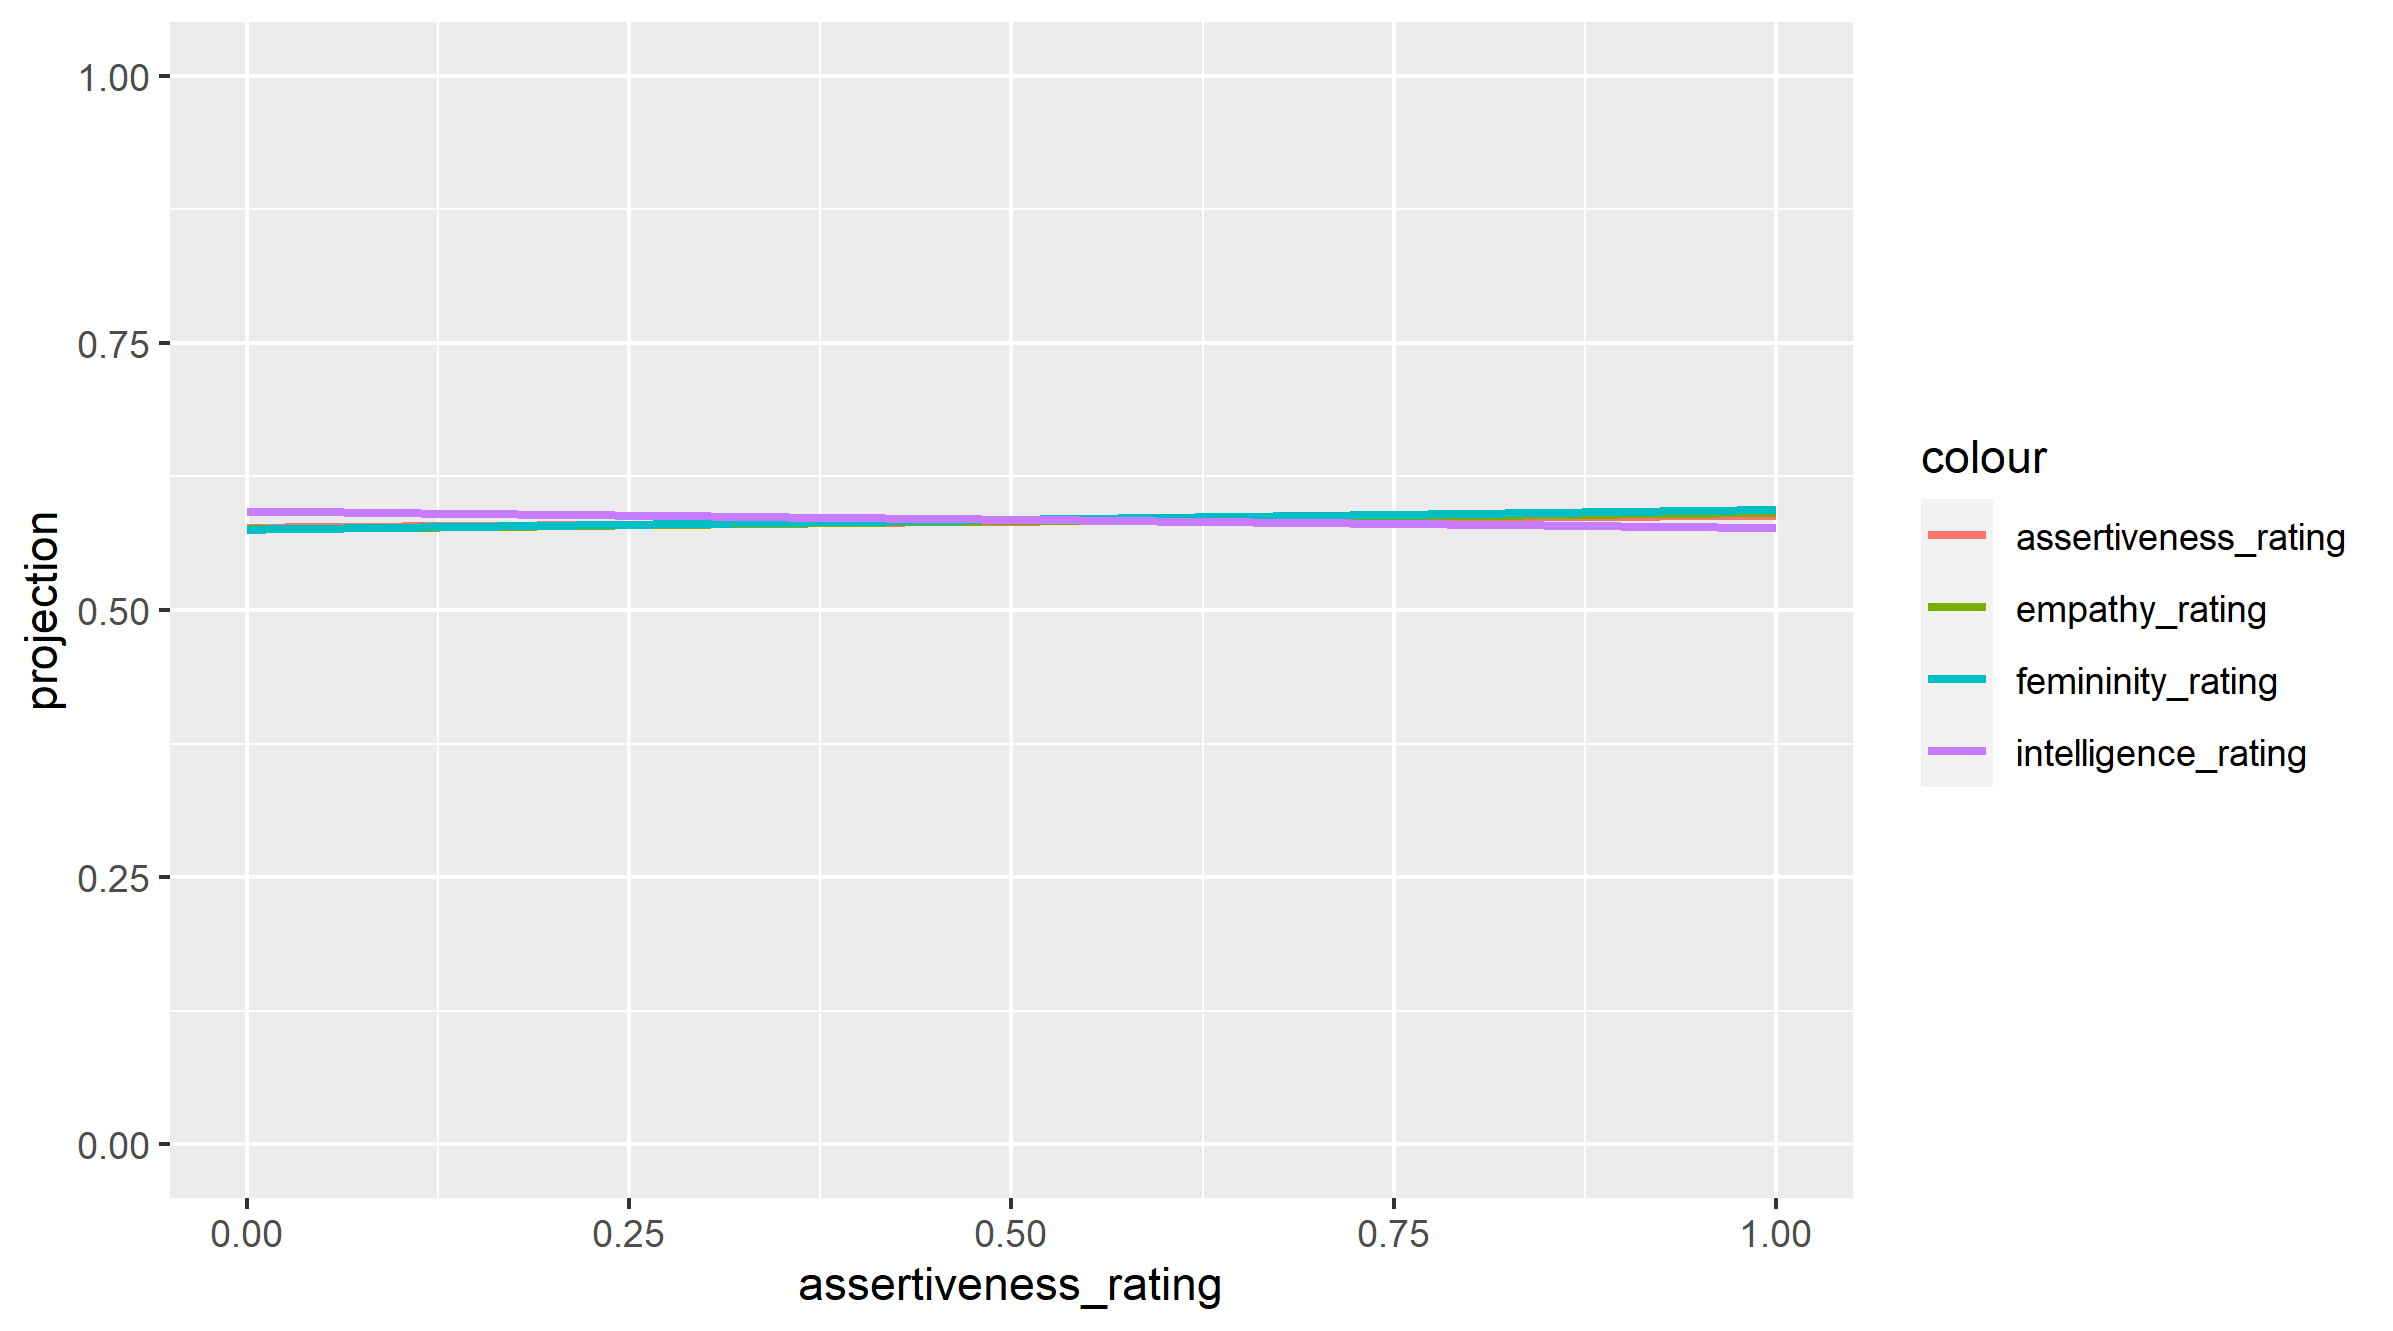 1.00
0.75
0.50
0.25
0.00
projection
0.00 0.25 0.50 0.75 1.00
assertiveness_rating
colour
assertiveness_rating
empathy_rating
femininity_rating
intelligence_rating